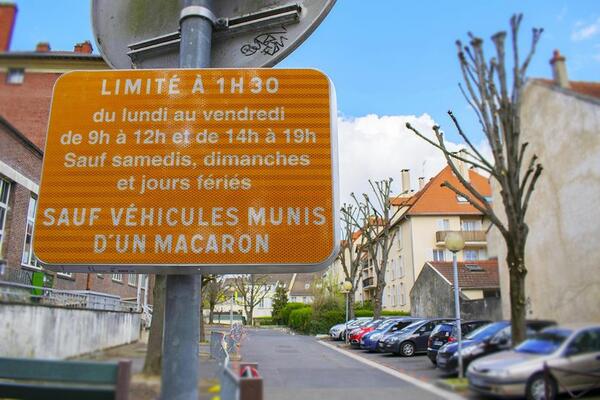 LIMITÉ À 1H30
du lundi au vendredi
de 9h à 12h et de 14h à 19h
Sauf samedis, dimanches
et jours fériés
SAUF VÉHICULES MUNIS
D'UN MACARON